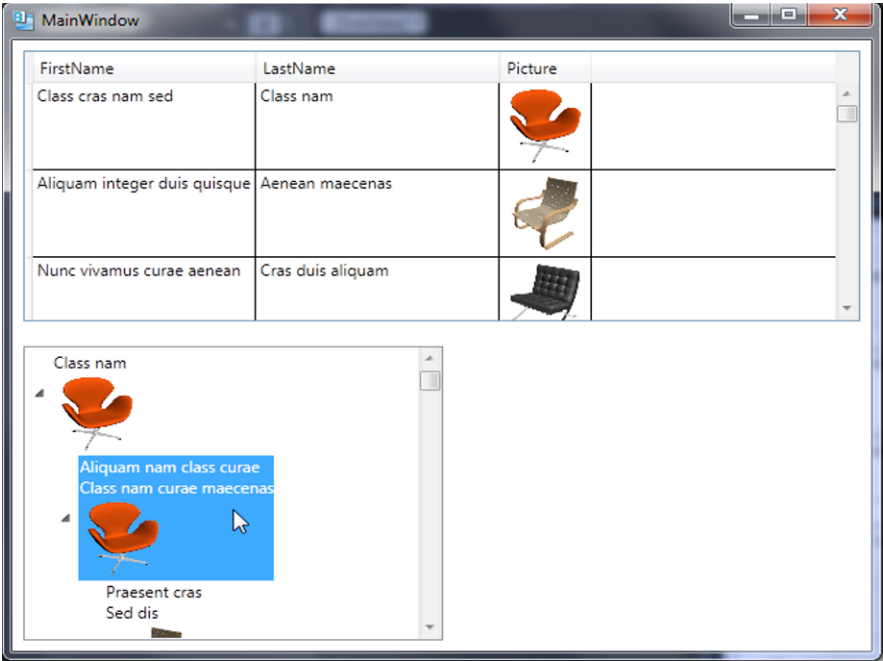 MainWindow
FirstName LastName Picture
Class cras nam sed Class nam
Aliquam integer duis quisque Aenean maecenas
Nunc vivamus curae aenean Cras duis aliquam
Class nam
Aliquam nam class curae
Class nam curae maecenas
Praesent cras
Sed dis